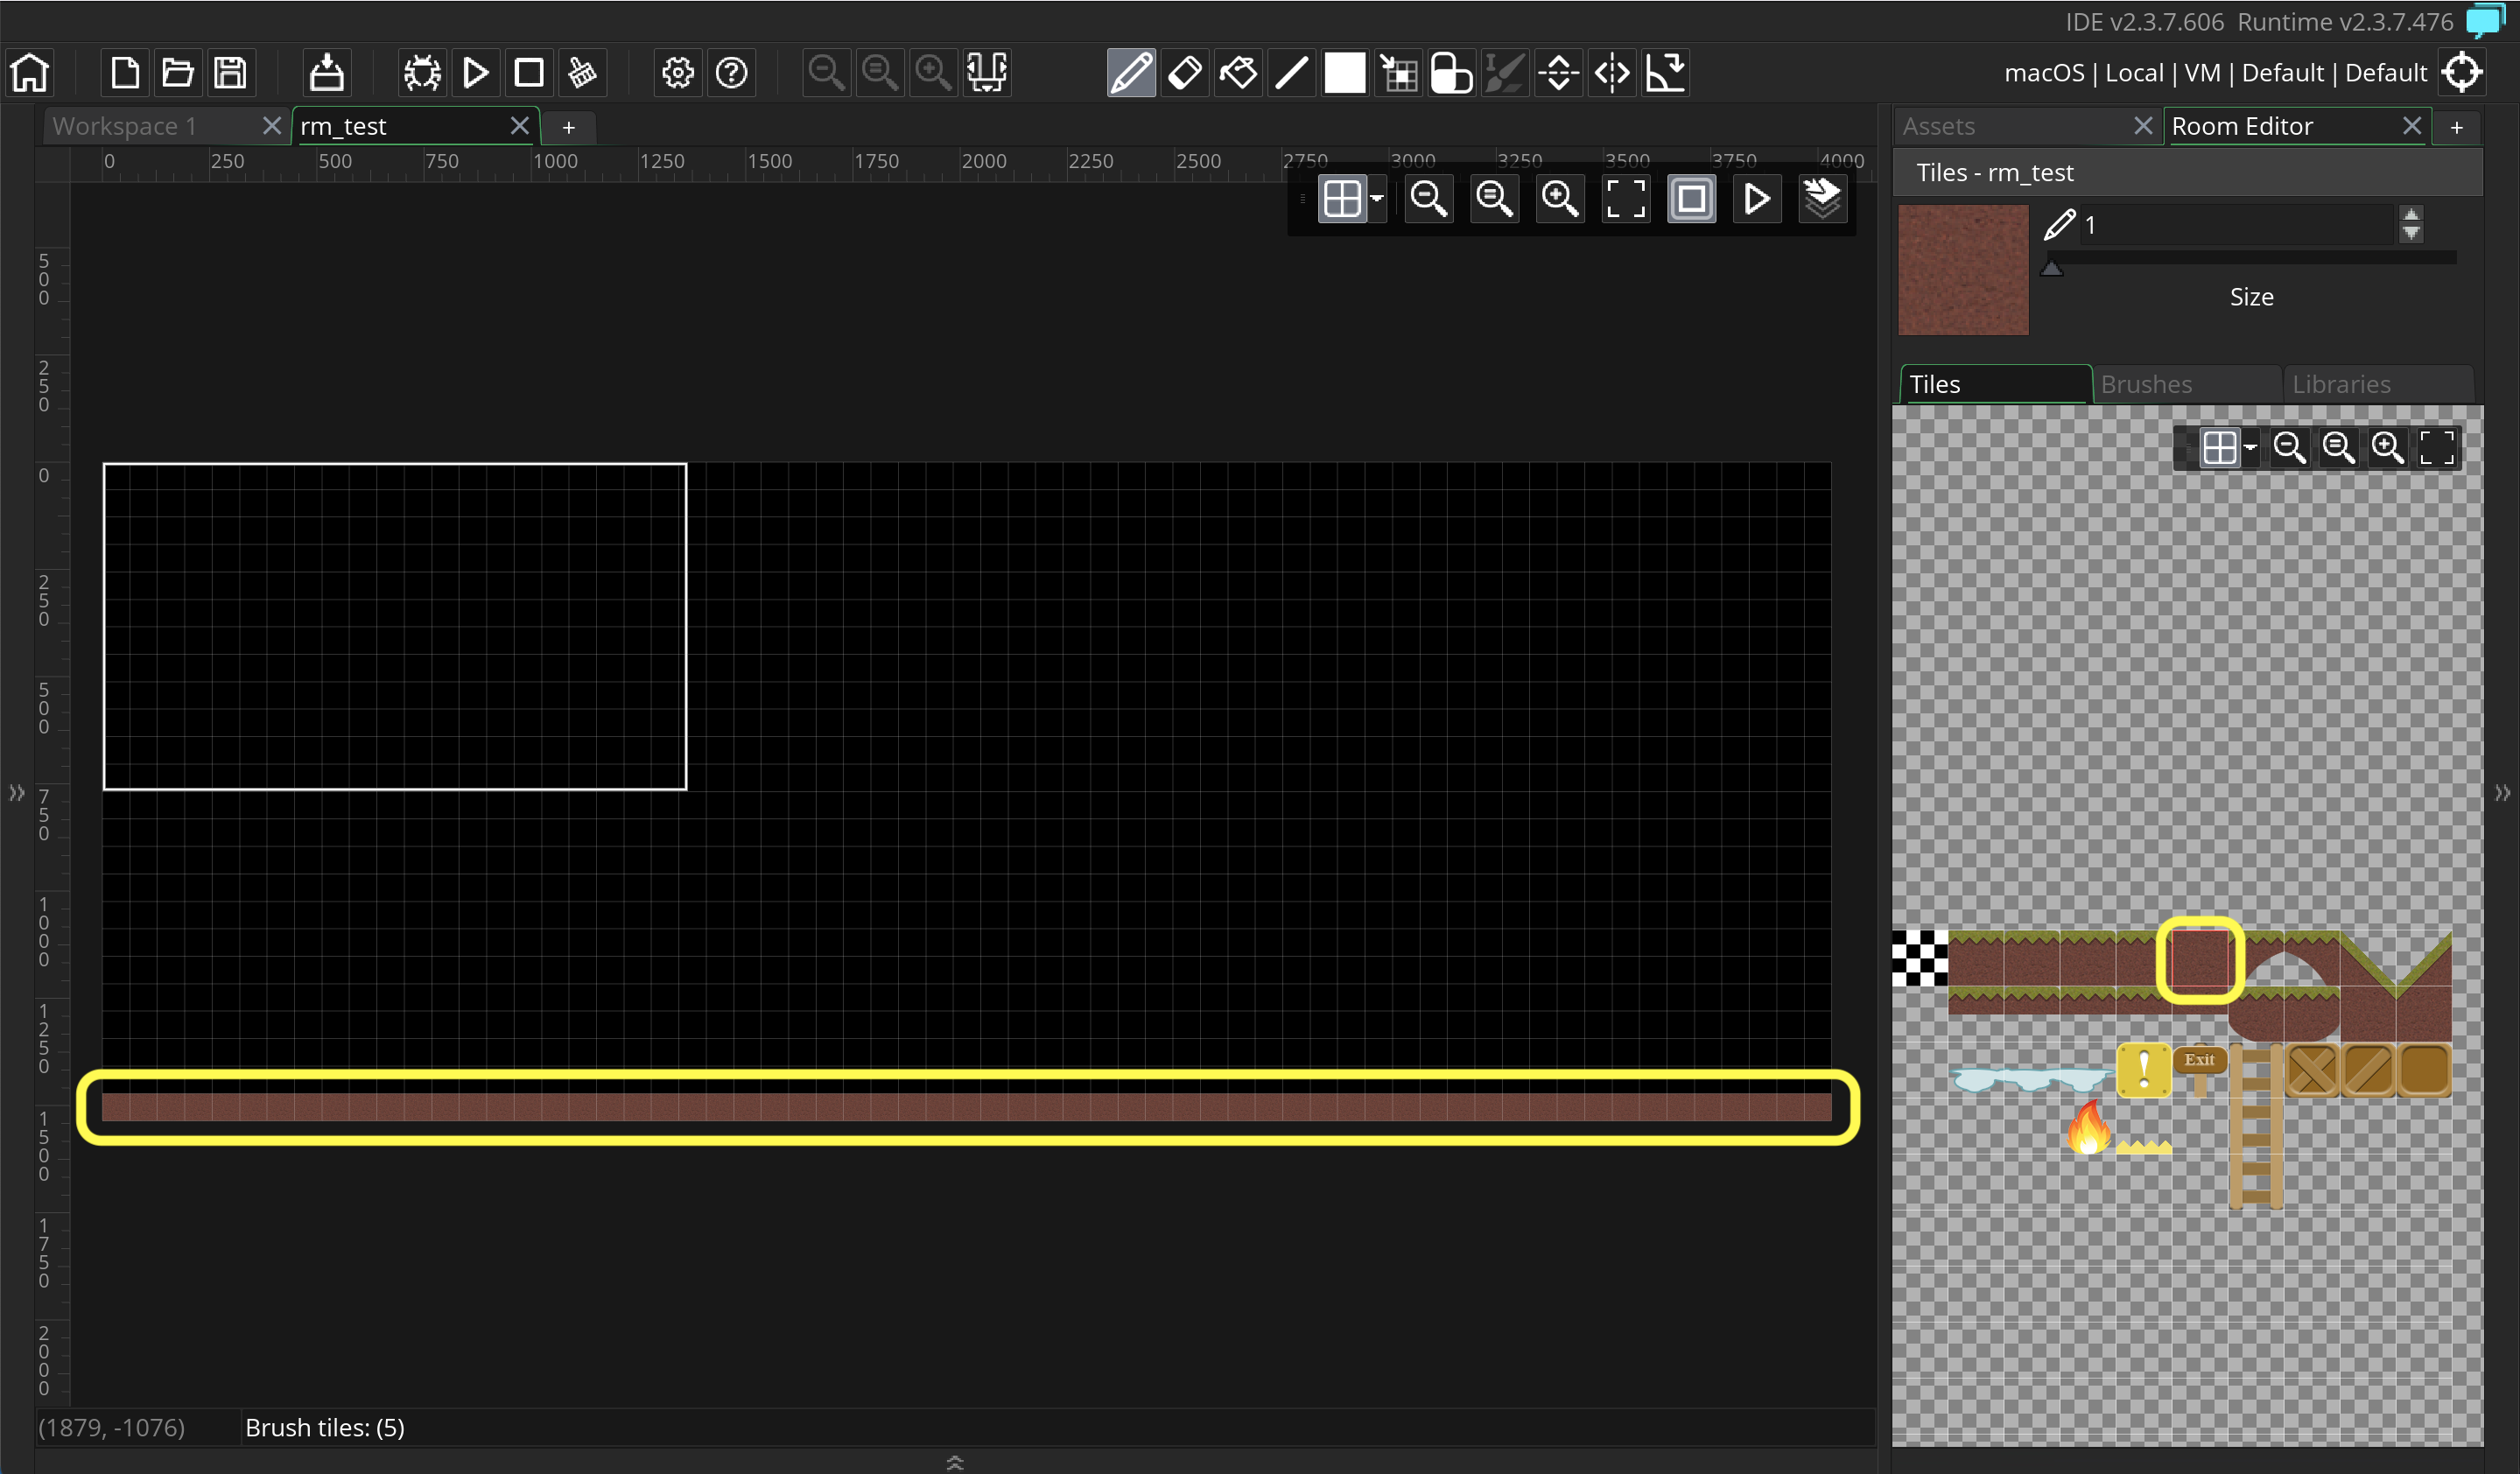 IDE v2.3.7.606 Runtime v2.3.7.476
macOS | Local | VM | Default | Default
Workspace 1
rm_test
+
Assets
Room Editor
+
0 250 500 750 1000 1250 1500 1750 2000 2250 2500 2750 3000 3250 3500 3750 4000
Tiles - rm_test
1
Size
Tiles
Brushes
Libraries
500
250
0
250
500
750
1000
1250
1500
1750
2000
!
Exit
(1879, -1076)
Brush tiles: (5)